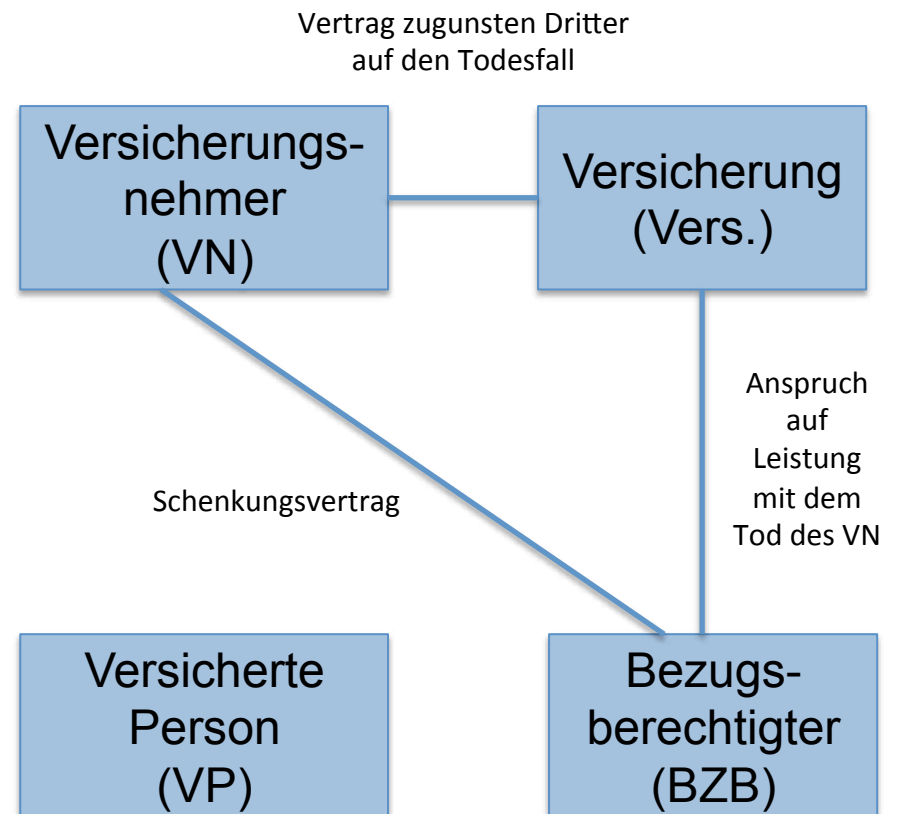 Vertrag zugunsten Dritter
auf den Todesfall
Versicherungs-
nehmer
(VN)
Versicherung
(Vers.)
Anspruch
auf
Leistung
mit dem
Tod des VN
Schenkungsvertrag
Versicherte
Person
(VP)
Bezugs-
berechtigter
(BZB)